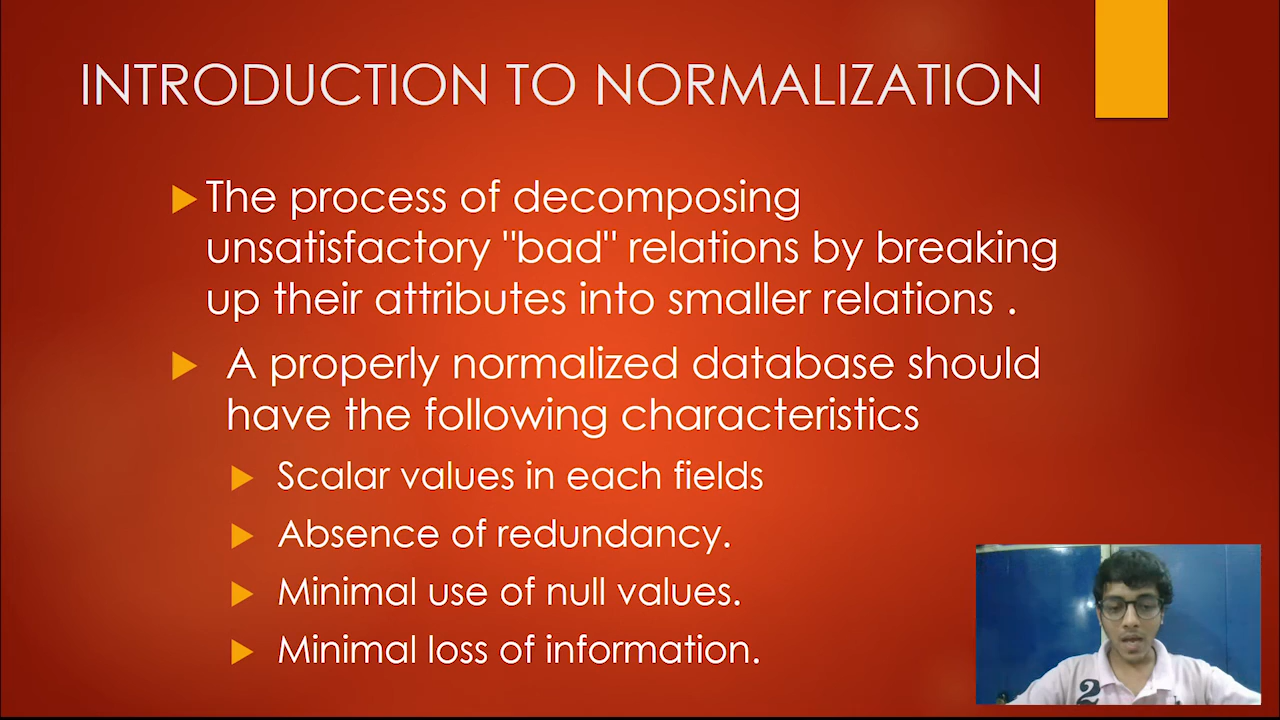 INTRODUCTION TO NORMALIZATION
The process of decomposing
unsatisfactory "bad" relations by breaking
up their attributes into smaller relations .
A properly normalized database should
have the following characteristics
Scalar values in each fields
Absence of redundancy.
Minimal use of null values.
Minimal loss of information.
2